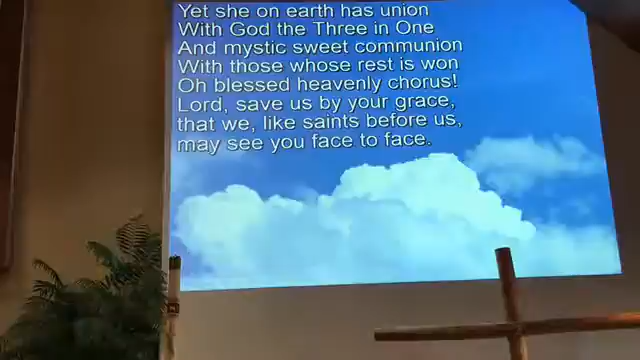 Yet she on earth has union
With God the Three in One
And mystic sweet communion
With those whose rest is won
Oh blessed heavenly chorus!
Lord, save us by your grace,
that we, like saints before us,
may see you face to face.